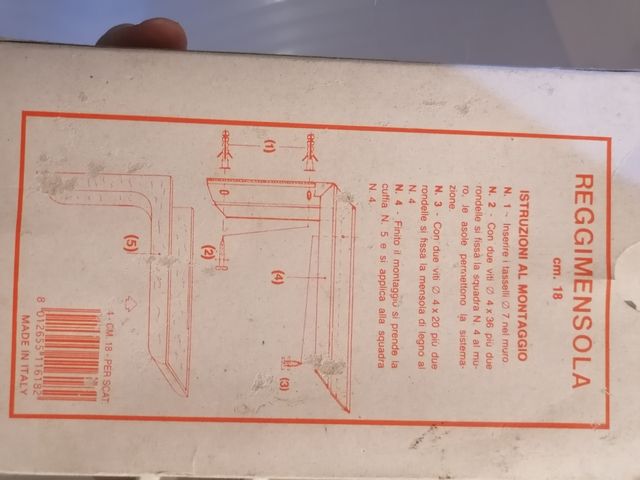 REGGIMENSOLA
cm. 18
ISTRUZIONI AL MONTAGGIO
N. 1 - Inserire i tasselli ∅ 7 nel muro
N. 2 - Con due viti ∅ 4 x 36 più due
rondelle si fissa la squadra N. 4 al mu-
ro, le asole permettono la sistema-
zione.
N. 3 - Con due viti ∅ 4 x 20 più due
rondelle si fissa la mensola di legno al
N. 4
N. 4 - Finito il montaggio si prende la
cuffia N. 5 e si applica alla squadra
N. 4.
(1)
(2)
(4)
(3)
(5)
CM. 18 - PER SCAT.
8 012655 116182
MADE IN ITALY